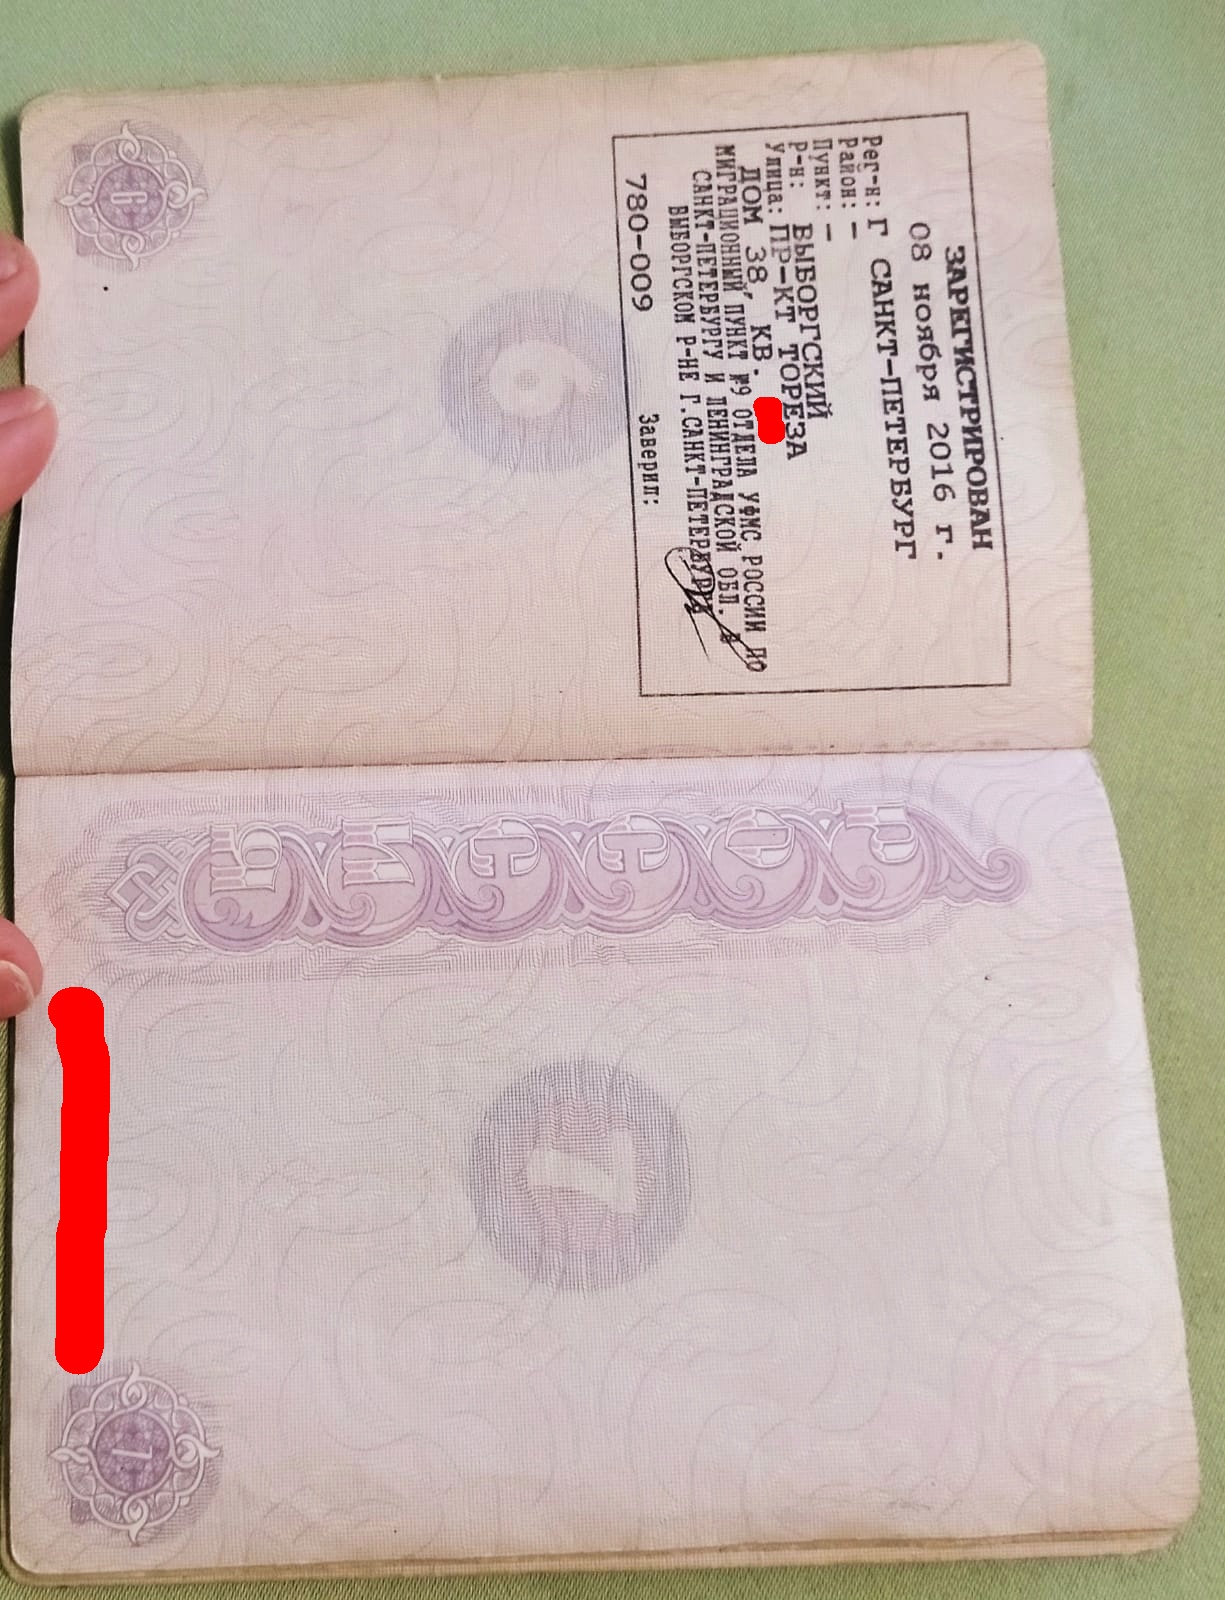 ЗАРЕГИСТРИРОВАН
08 ноября 2016 г.
Рег-н: Г САНКТ-ПЕТЕРБУРГ
Район: -
Пункт: -
Р-н: ВЫБОРГСКИЙ
Улица: ПР-КТ ТОРЕЗА
ДОМ 38, КВ.
МИГРАЦИОННЫЙ ПУНКТ №9 ОТДЕЛА УФМС РОССИИ ПО
САНКТ-ПЕТЕРБУРГУ И ЛЕНИНГРАДСКОЙ ОБЛ. В
ВЫБОРГСКОМ Р-НЕ Г.САНКТ-ПЕТЕРБУРГА
780-009 Заверил:
6
6
РОССИЯ
7
7